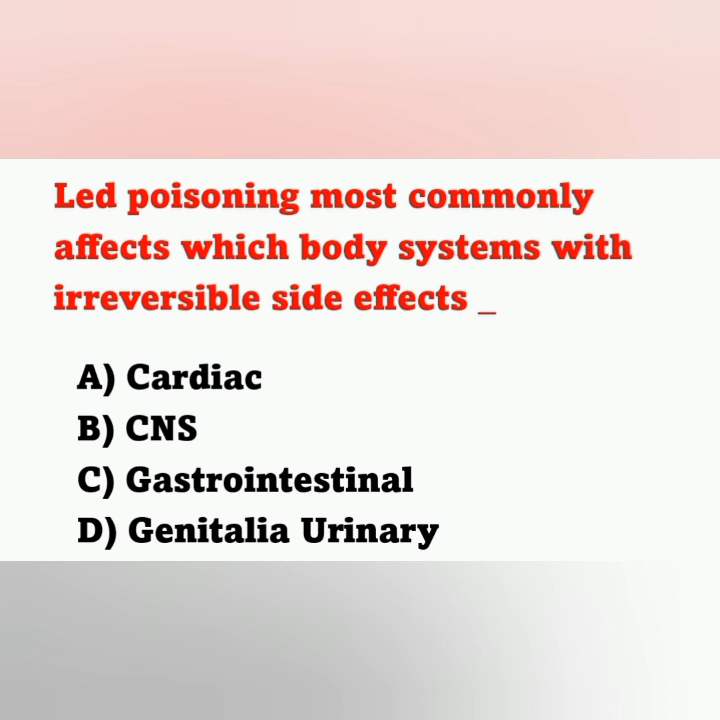 Led poisoning most commonly
affects which body systems with
irreversible side effects _
A) Cardiac
B) CNS
C) Gastrointestinal
D) Genitalia Urinary